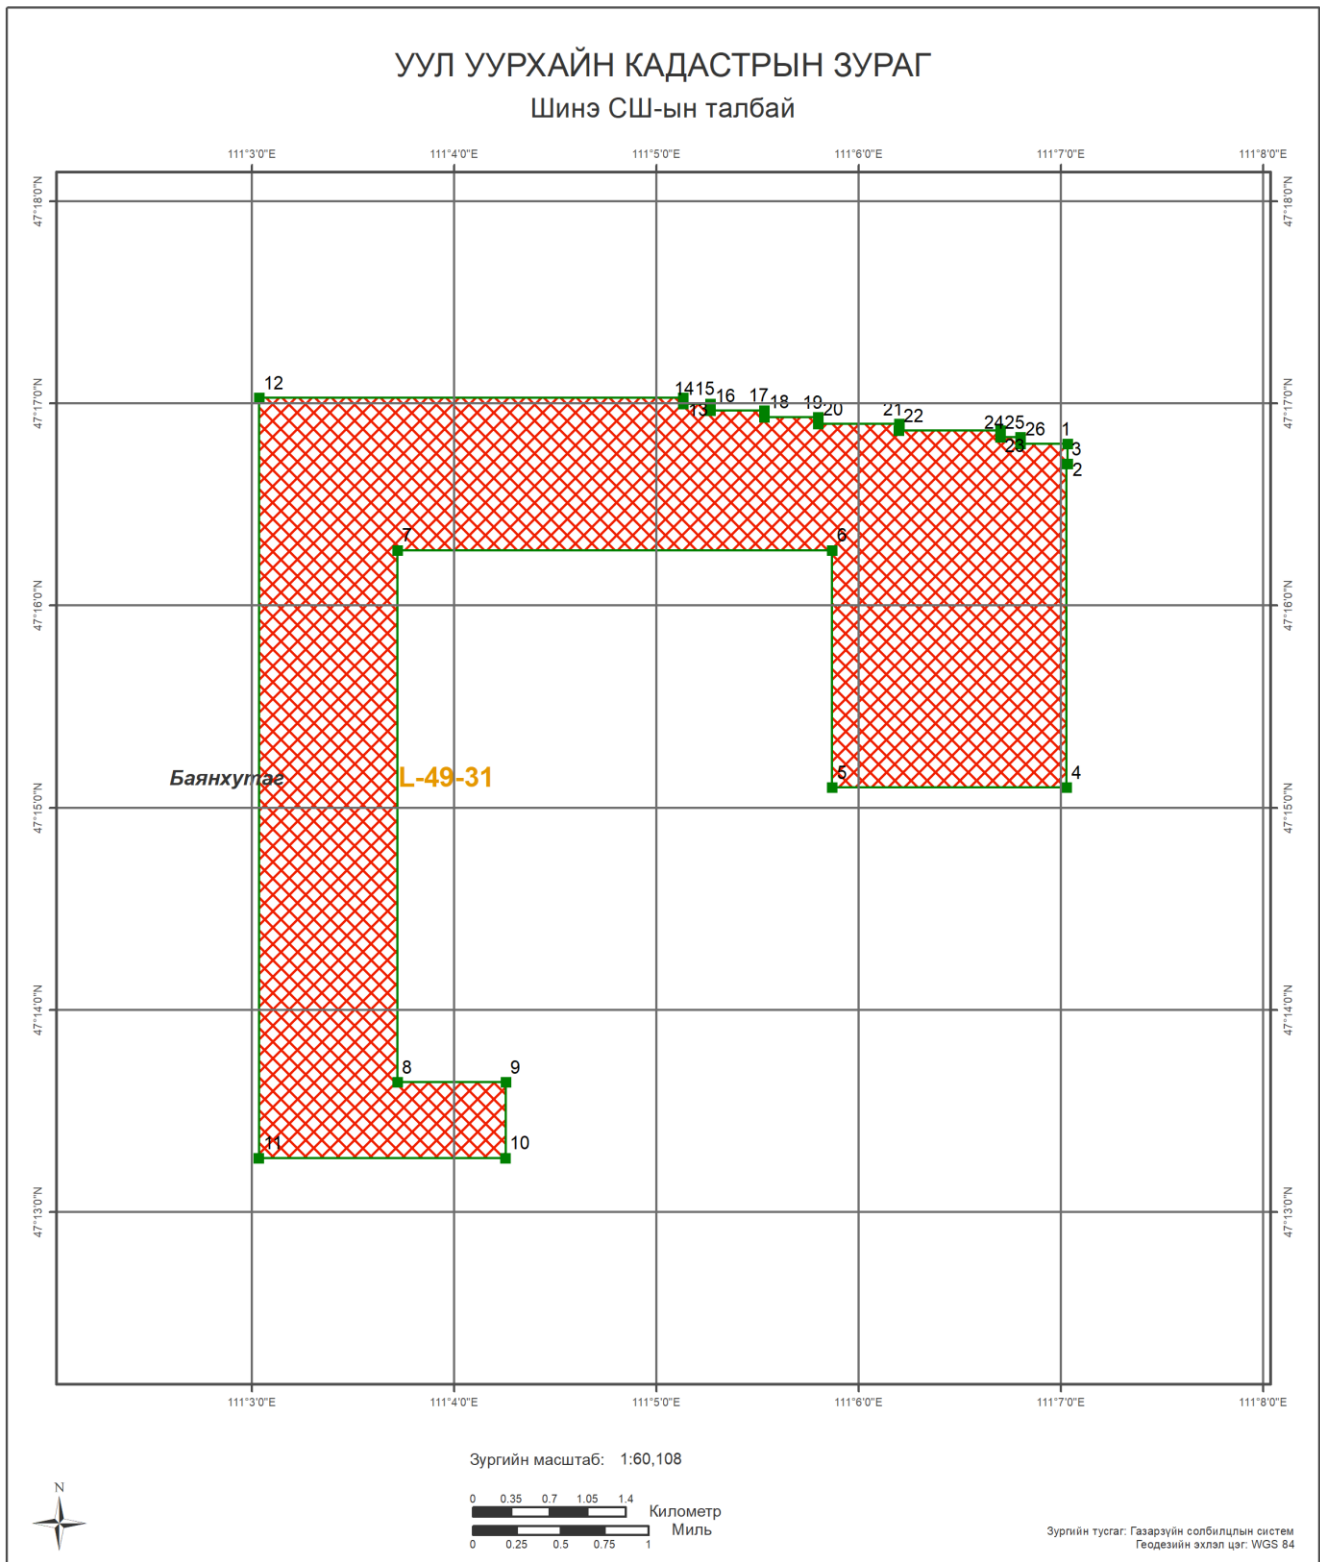 УУЛ УУРХАЙН КАДАСТРЫН ЗУРАГ
Шинэ СШ-ын талбай
111°3'0"E 111°4'0"E 111°5'0"E 111°6'0"E 111°7'0"E 111°8'0"E
47°18'0"N 47°18'0"N
12 14 15 16 17 18 19 20 21 22 24 25 26 1
47°17'0"N 13 23 3 47°17'0"N
2
7 6
47°16'0"N 47°16'0"N
Баянхутаг L-49-31 5 4
47°15'0"N 47°15'0"N
47°14'0"N 47°14'0"N
8 9
11 10
47°13'0"N 47°13'0"N
111°3'0"E 111°4'0"E 111°5'0"E 111°6'0"E 111°7'0"E 111°8'0"E
Зургийн масштаб: 1:60,108
N
0 0.35 0.7 1.05 1.4
Километр
Миль
0 0.25 0.5 0.75 1
Зургийн тусгаг: Газарзүйн солбилцлын систем
Геодезийн эхлэл цэг: WGS 84